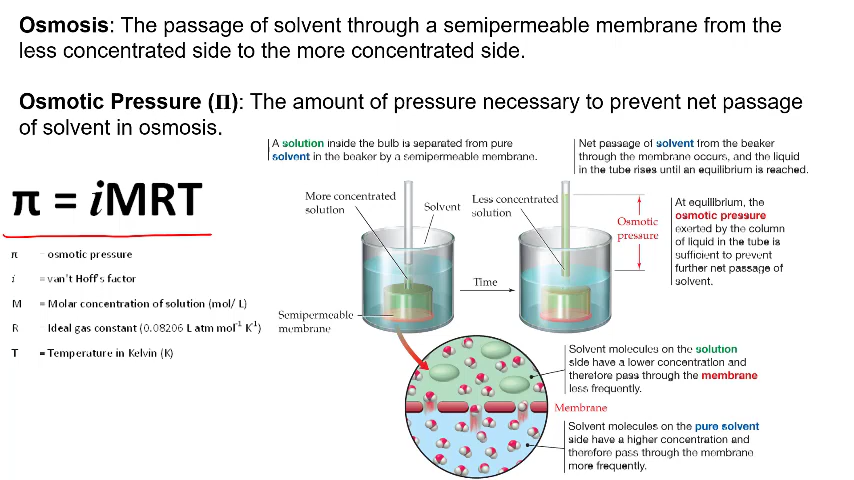 Osmosis: The passage of solvent through a semipermeable membrane from the
less concentrated side to the more concentrated side.
Osmotic Pressure (Π): The amount of pressure necessary to prevent net passage
of solvent in osmosis.
A solution inside the bulb is separated from pure
solvent in the beaker by a semipermeable membrane.
Net passage of solvent from the beaker
through the membrane occurs, and the liquid
in the tube rises until an equilibrium is reached.
π = iMRT
π = osmotic pressure
i = van't Hoff's factor
M = Molar concentration of solution (mol/ L)
R = Ideal gas constant (0.08206 L atm mol⁻¹ K⁻¹)
T = Temperature in Kelvin (K)
More concentrated
solution
Solvent
Less concentrated
solution
Osmotic
pressure
At equilibrium, the
osmotic pressure
exerted by the column
of liquid in the tube is
sufficient to prevent
further net passage of
solvent.
Time
Semipermeable
membrane
Solvent molecules on the solution
side have a lower concentration and
therefore pass through the membrane
less frequently.
Membrane
Solvent molecules on the pure solvent
side have a higher concentration and
therefore pass through the membrane
more frequently.